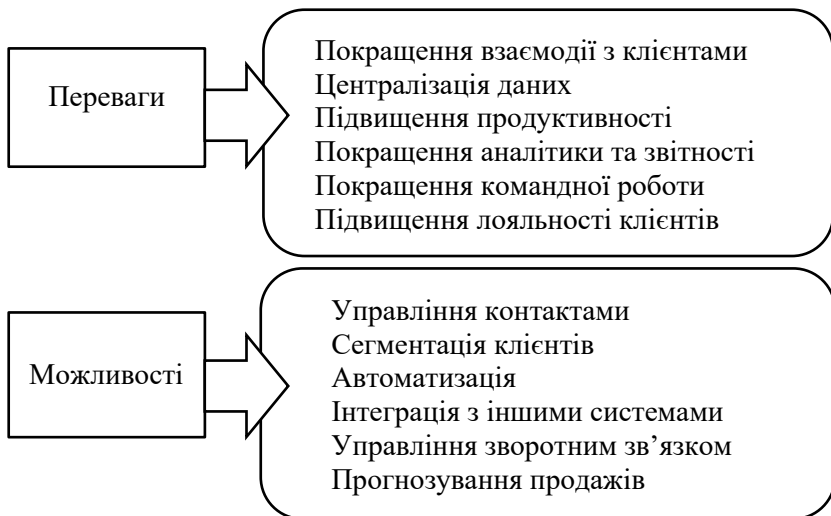 Переваги
Покращення взаємодії з клієнтами
Централізація даних
Підвищення продуктивності
Покращення аналітики та звітності
Покращення командної роботи
Підвищення лояльності клієнтів
Можливості
Управління контактами
Сегментація клієнтів
Автоматизація
Інтеграція з іншими системами
Управління зворотним зв’язком
Прогнозування продажів